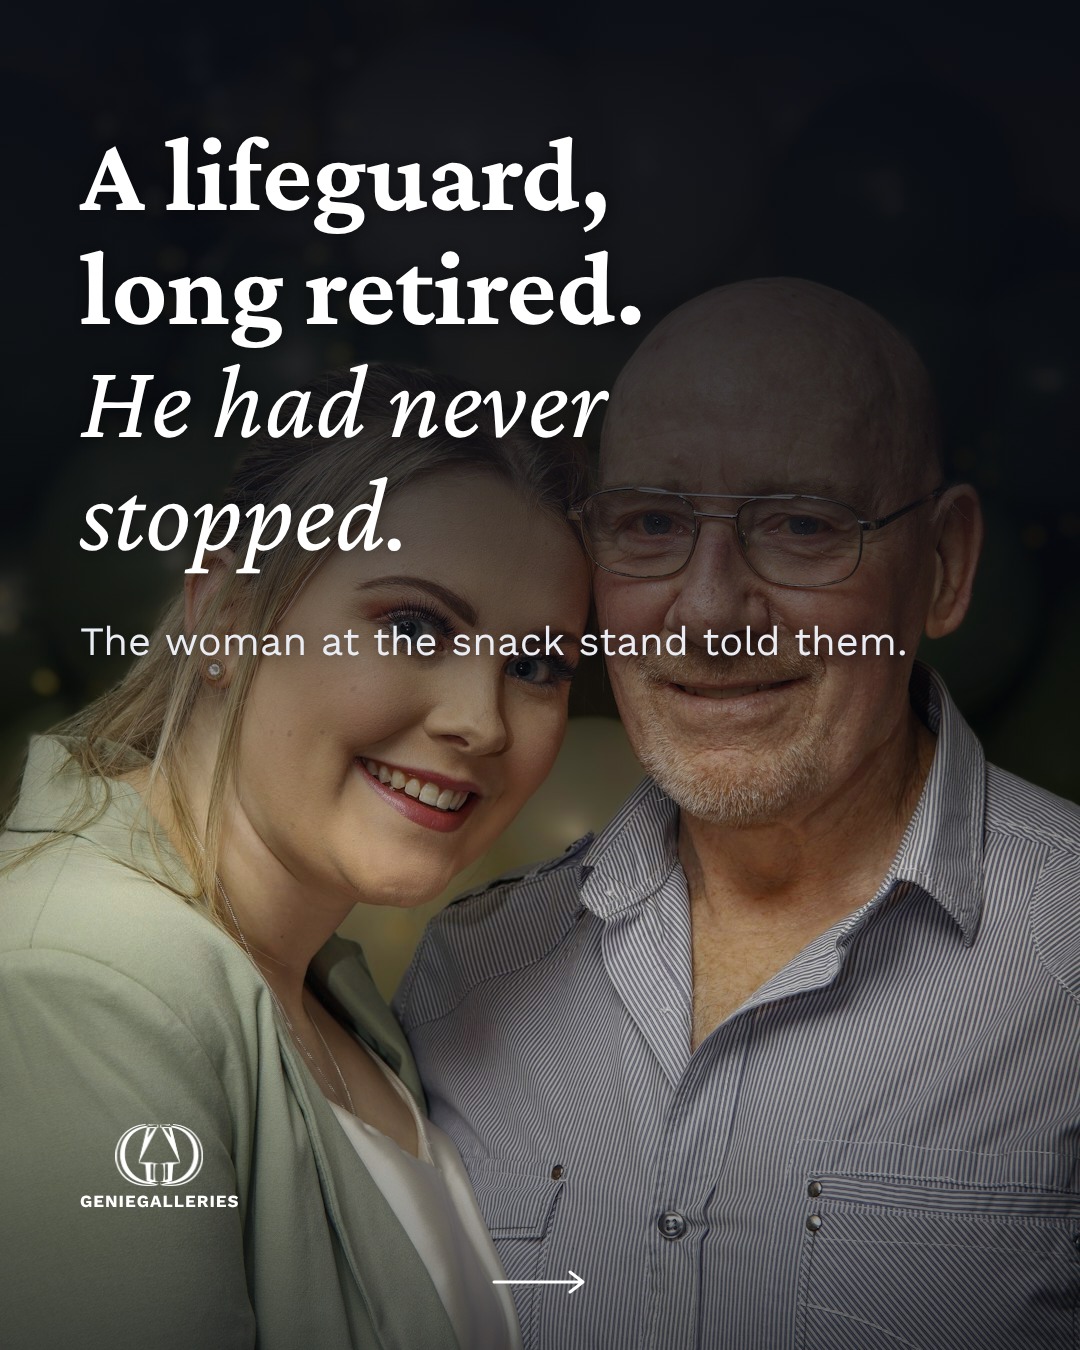 A lifeguard,
long retired.
He had never
stopped.
The woman at the snack stand told them.
GENIEGALLERIES